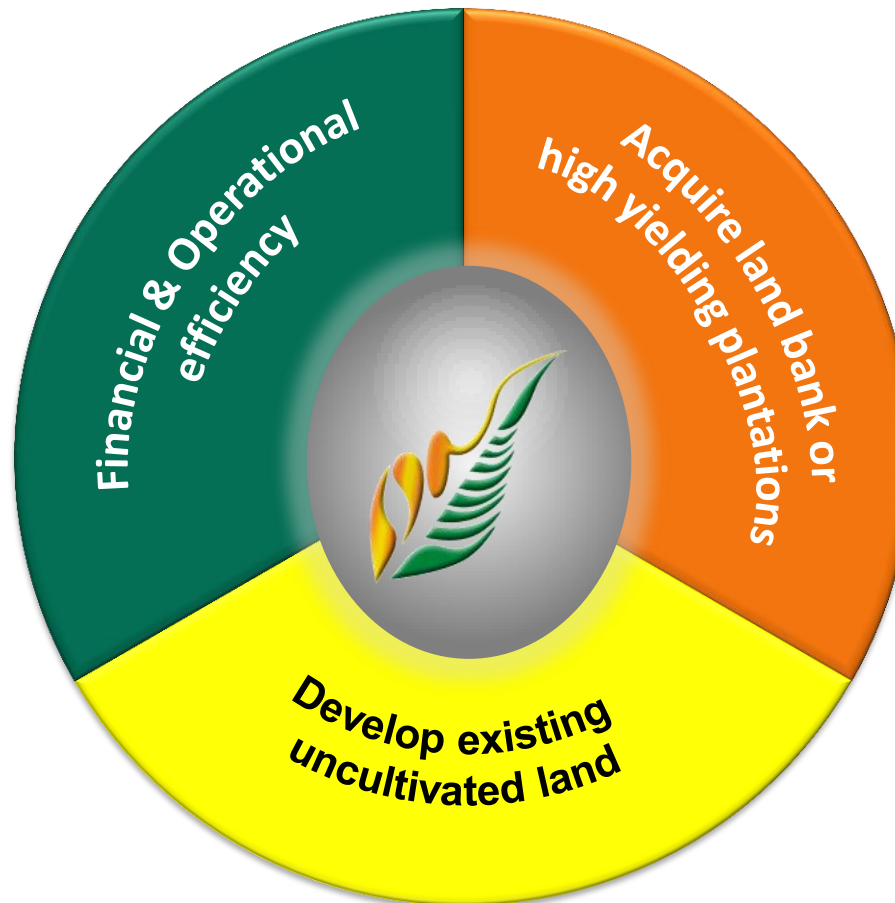 Financial & Operational
efficiency
Acquire land bank or
high yielding plantations
Develop existing
uncultivated land